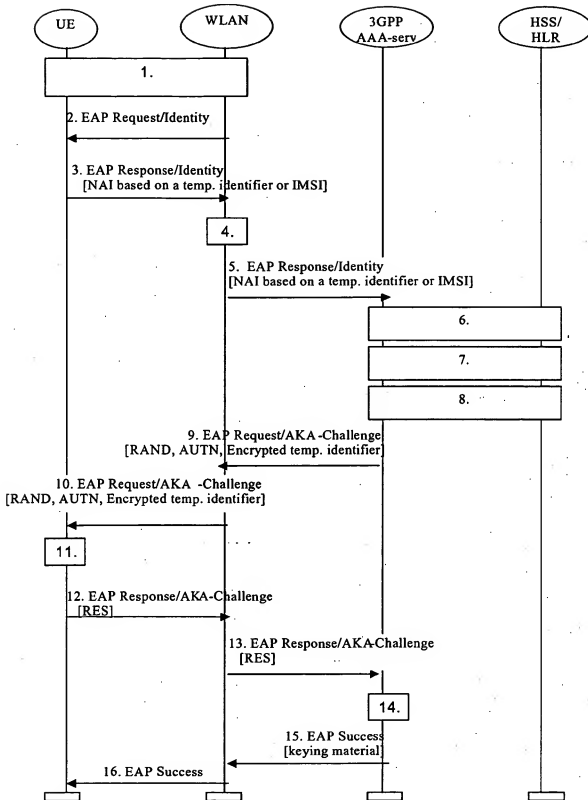 UE
WLAN
3GPP
AAA-serv
HSS/
HLR
1.
2. EAP Request/Identity
3. EAP Response/Identity
[NAI based on a temp. identifier or IMSI]
4.
5. EAP Response/Identity
[NAI based on a temp. identifier or IMSI]
6.
7.
8.
9. EAP Request/AKA -Challenge
[RAND, AUTN, Encrypted temp. identifier]
10. EAP Request/AKA -Challenge
[RAND, AUTN, Encrypted temp. identifier]
11.
12. EAP Response/AKA-Challenge
[RES]
13. EAP Response/AKA-Challenge
[RES]
14.
15. EAP Success
[keying material]
16. EAP Success